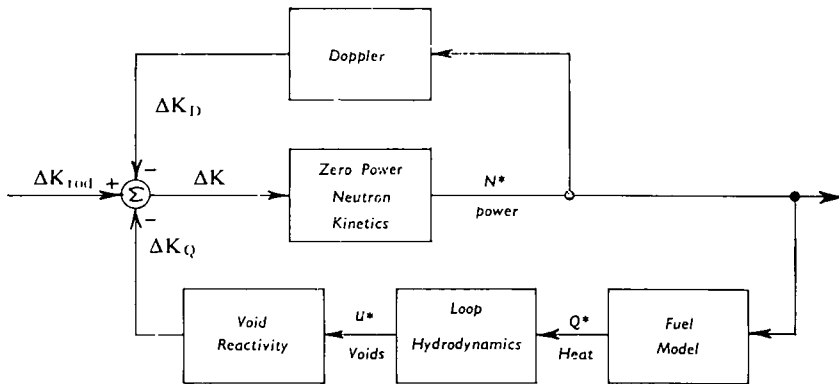 Doppler
ΔK_D
ΔK_rod + − Σ − ΔK
Zero Power
Neutron
Kinetics
N*
power
ΔK_Q
Void
Reactivity
u*
Voids
Loop
Hydrodynamics
Q*
Heat
Fuel
Model